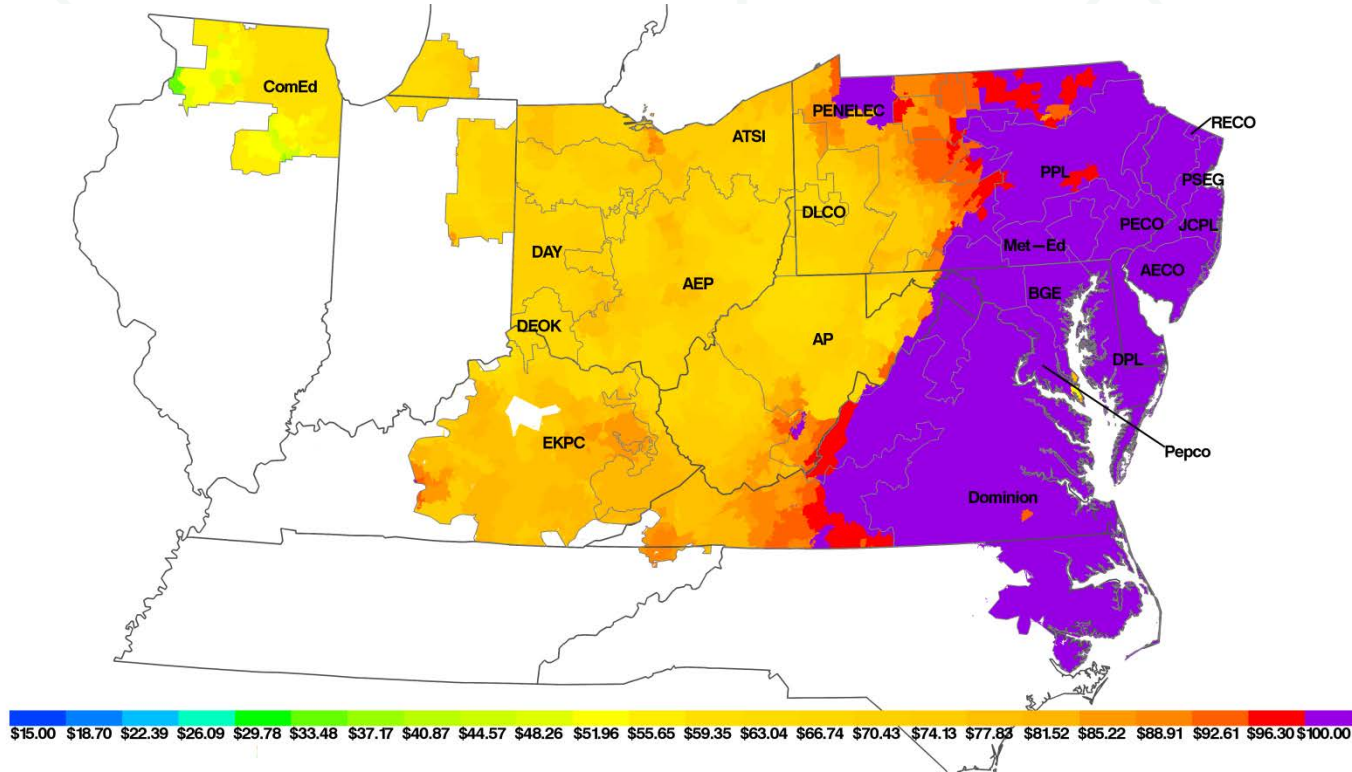 ComEd
PENELEC
ATSI
RECO
PPL
PSEG
DLCO
PECO
JCPL
Met-Ed
DAY
AECO
AEP
BGE
DEOK
AP
DPL
EKPC
Pepco
Dominion
$15.00 $18.70 $22.39 $26.09 $29.78 $33.48 $37.17 $40.87 $44.57 $48.26 $51.96 $55.65 $59.35 $63.04 $66.74 $70.43 $74.13 $77.83 $81.52 $85.22 $88.91 $92.61 $96.30 $100.00